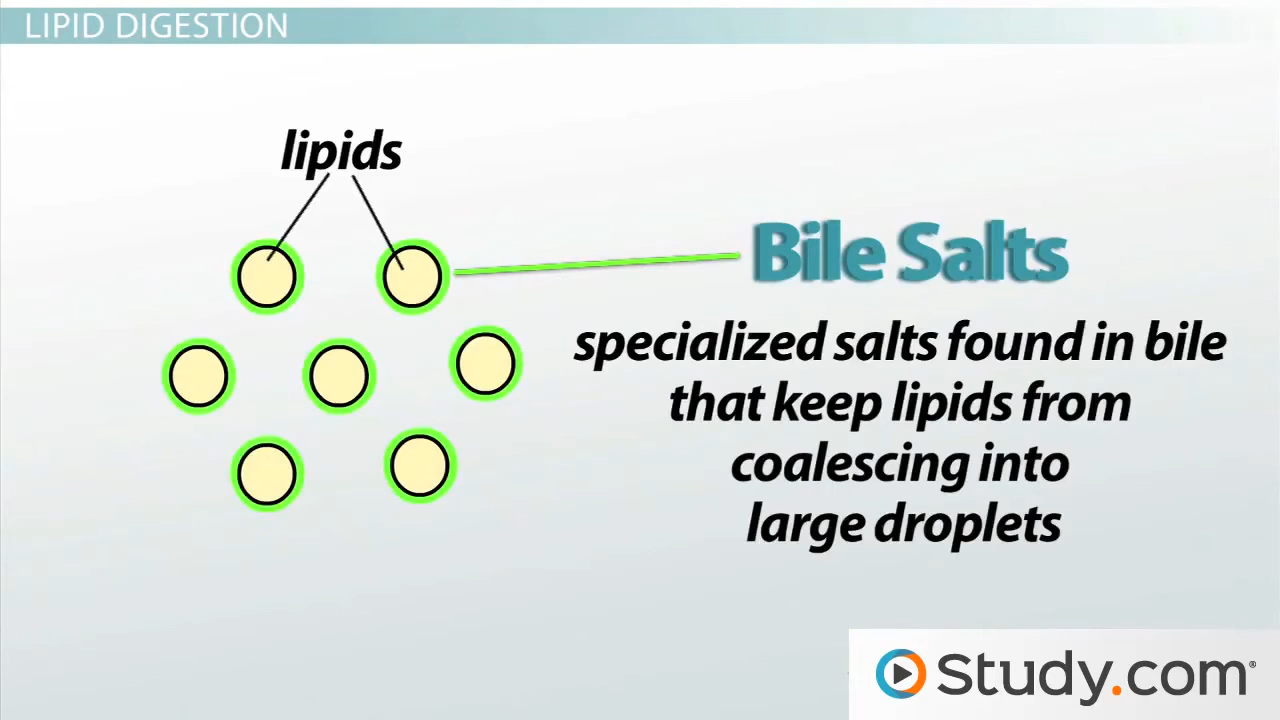 LIPID DIGESTION
lipids
Bile Salts
specialized salts found in bile
that keep lipids from
coalescing into
large droplets
Study.com®